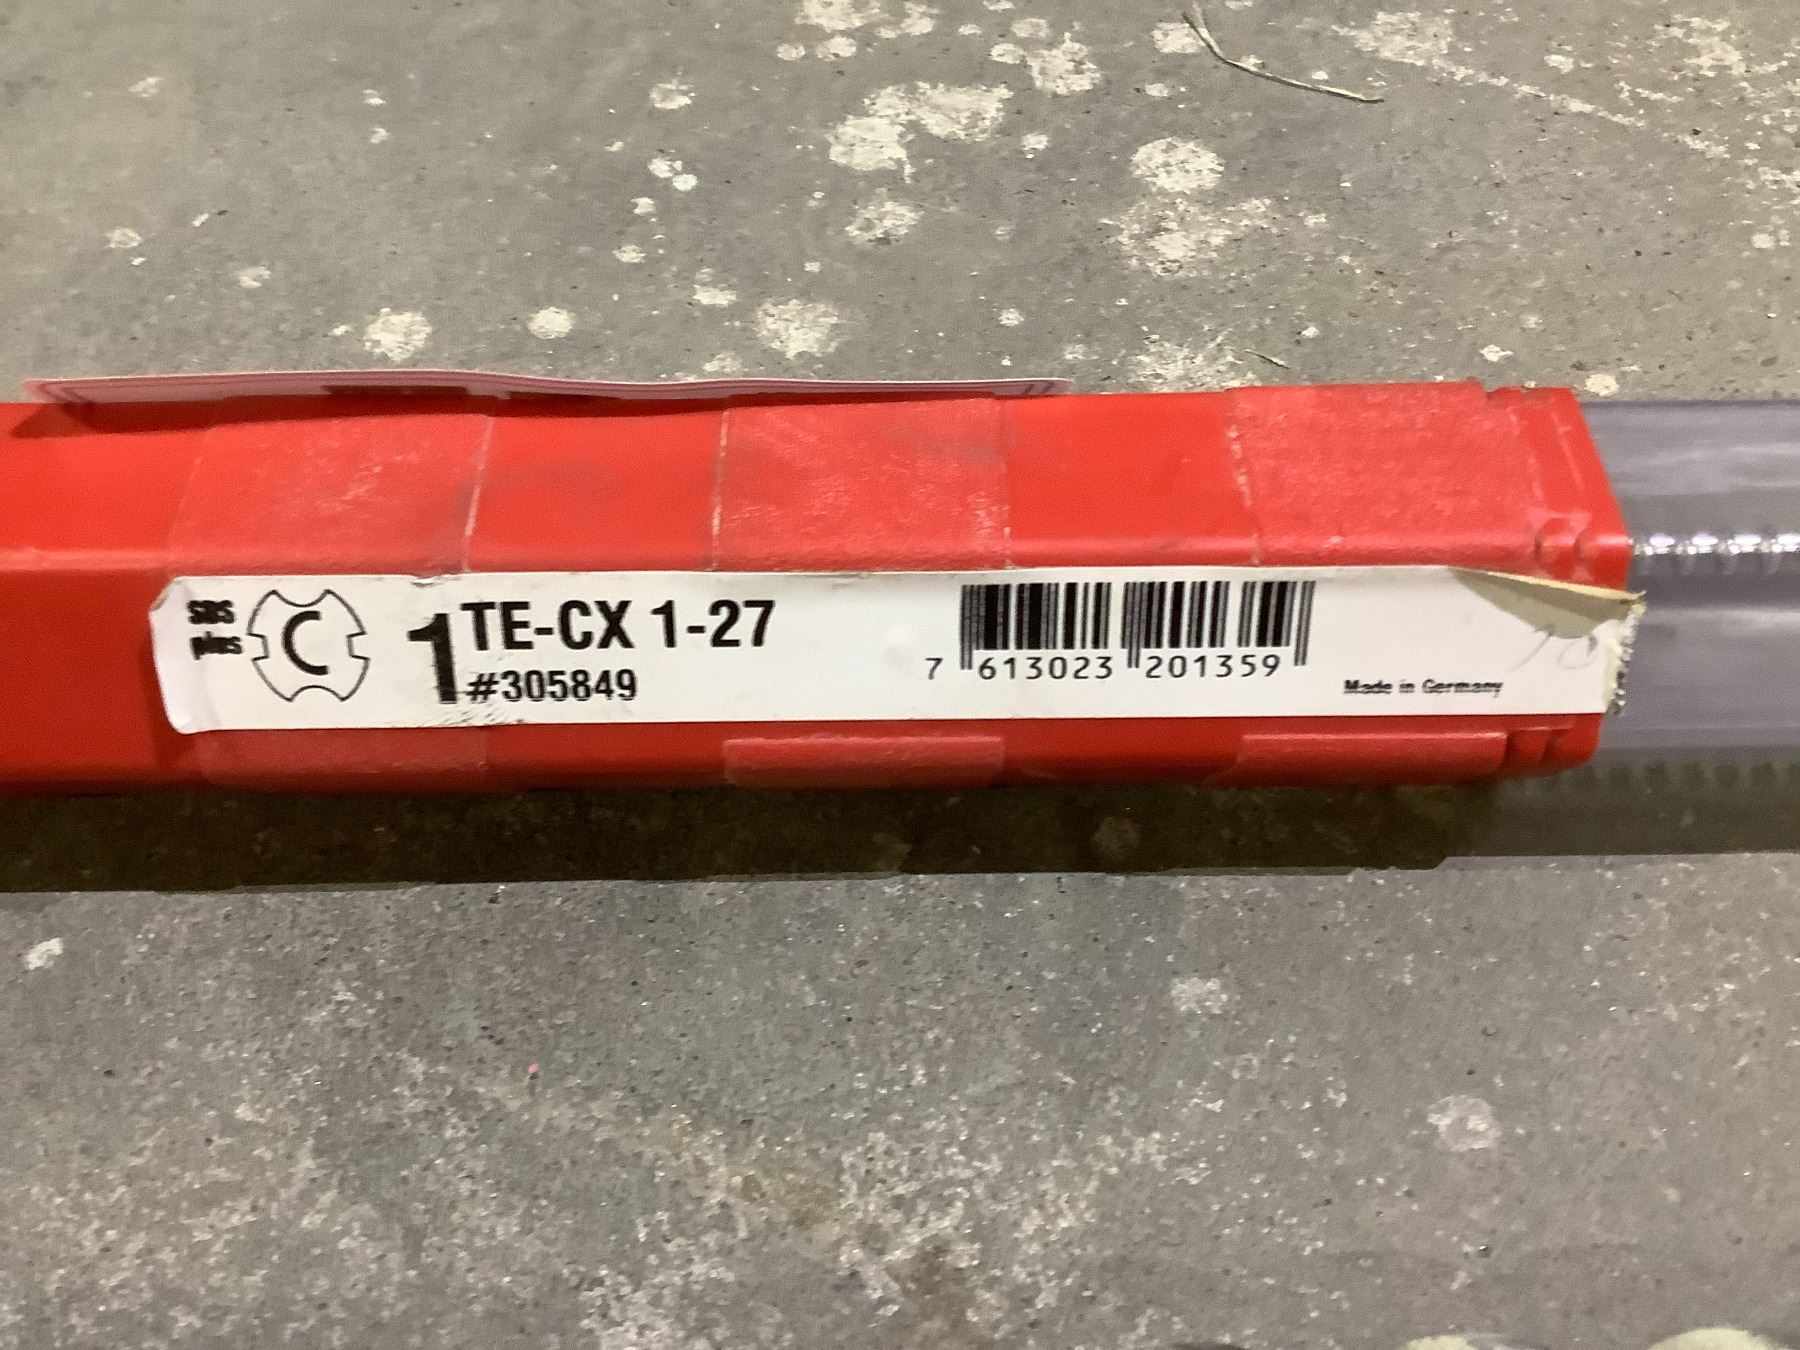 SDS
plus
C
1 TE-CX 1-27
#305849
7 613023 201359
Made in Germany